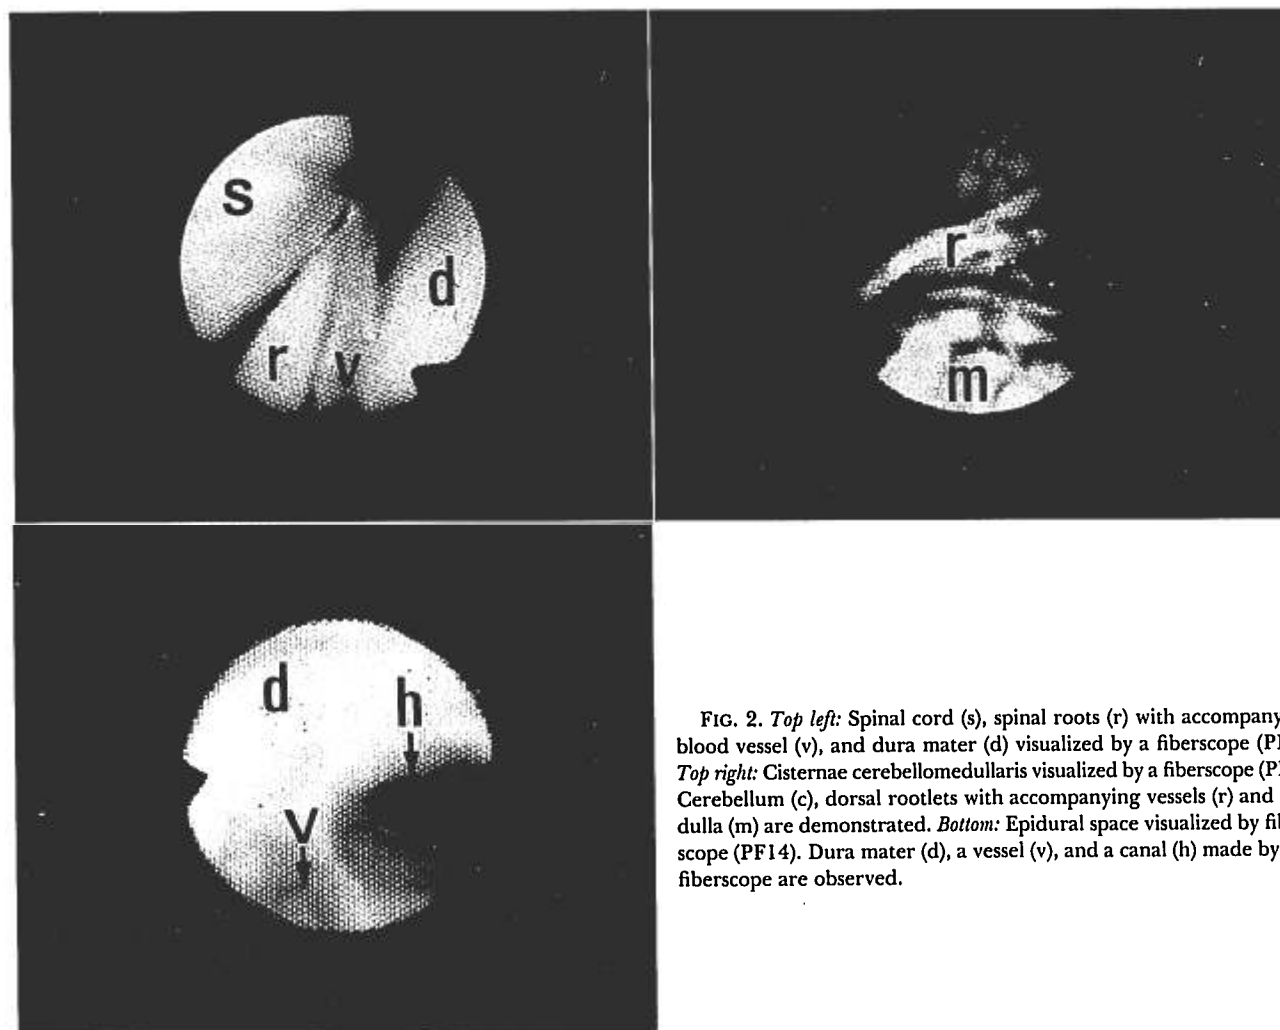 s
r
v
d
r
m
d
h
v
FIG. 2. Top left: Spinal cord (s), spinal roots (r) with accompany
blood vessel (v), and dura mater (d) visualized by a fiberscope (P
Top right: Cisternae cerebellomedullaris visualized by a fiberscope (P
Cerebellum (c), dorsal rootlets with accompanying vessels (r) and
dulla (m) are demonstrated. Bottom: Epidural space visualized by fi
scope (PF14). Dura mater (d), a vessel (v), and a canal (h) made by
fiberscope are observed.